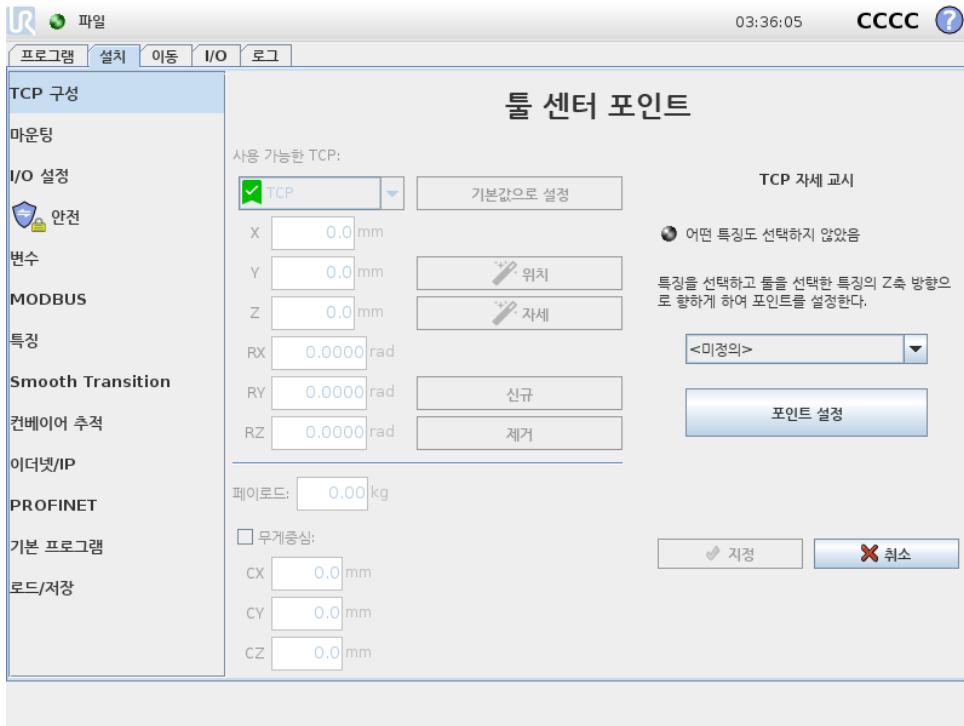 UR 파일 03:36:05 CCCC ?
프로그램 설치 이동 I/O 로그
TCP 구성
마운팅
I/O 설정
안전
변수
MODBUS
특징
Smooth Transition
컨베이어 추적
이더넷/IP
PROFINET
기본 프로그램
로드/저장
툴 센터 포인트
사용 가능한 TCP:
TCP 기본값으로 설정
X 0.0 mm
Y 0.0 mm 위치
Z 0.0 mm 자세
RX 0.0000 rad
RY 0.0000 rad 신규
RZ 0.0000 rad 제거
페이로드: 0.00 kg
무게중심:
CX 0.0 mm
CY 0.0 mm
CZ 0.0 mm
TCP 자세 교시
어떤 특징도 선택하지 않았음
특징을 선택하고 툴을 선택한 특징의 Z축 방향으
로 향하게 하여 포인트를 설정한다.
<미정의>
포인트 설정
지정 취소